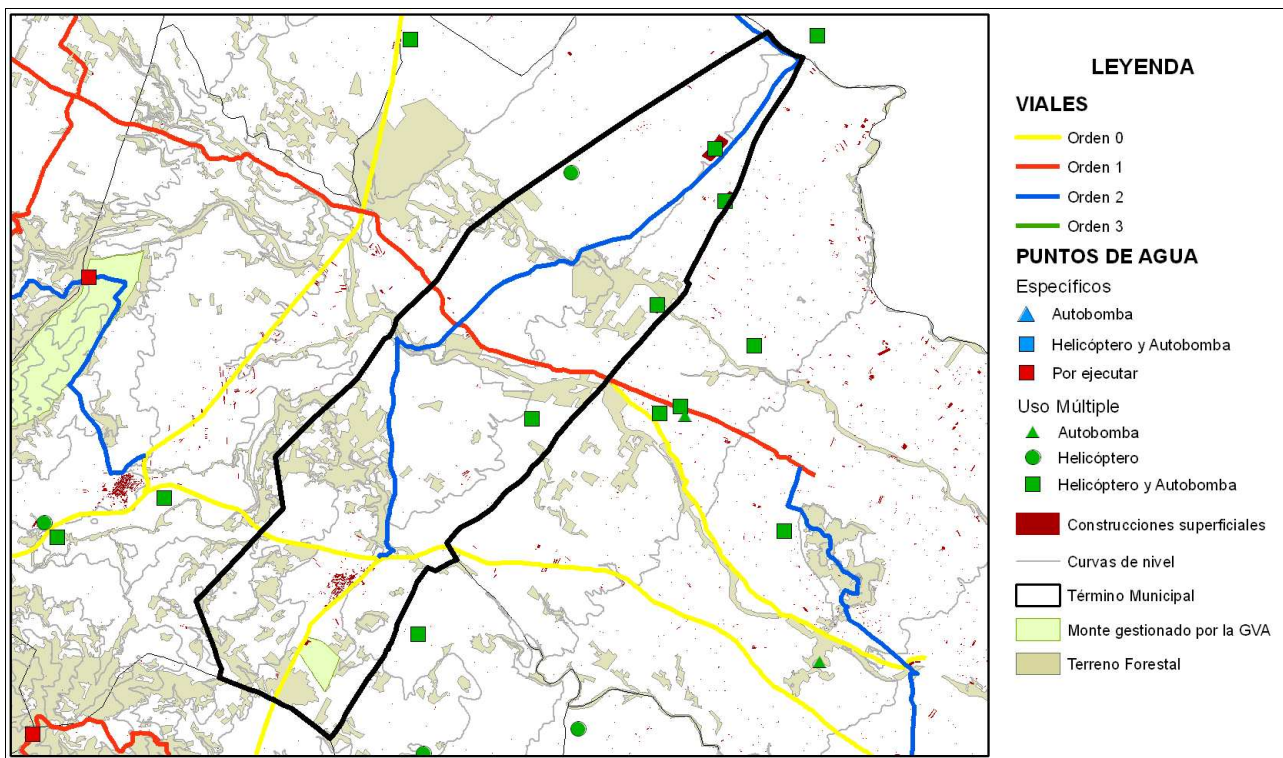 LEYENDA
VIALES
Orden 0
Orden 1
Orden 2
Orden 3
PUNTOS DE AGUA
Específicos
Autobomba
Helicóptero y Autobomba
Por ejecutar
Uso Múltiple
Autobomba
Helicóptero
Helicóptero y Autobomba
Construcciones superficiales
Curvas de nivel
Término Municipal
Monte gestionado por la GVA
Terreno Forestal